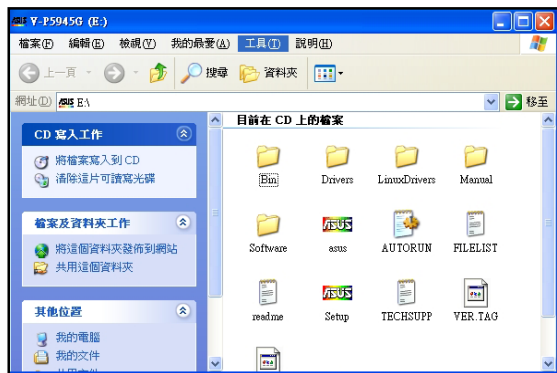 V-P5945G (E:)
檔案(F) 編輯(E) 檢視(V) 我的最愛(A) 工具(T) 說明(H)
上一頁 搜尋 資料夾
網址(D) E:\ 移至
CD 寫入工作
將檔案寫入到 CD
清除這片可讀寫光碟
檔案及資料夾工作
將這個資料夾發佈到網站
共用這個資料夾
其他位置
我的電腦
我的文件
目前在 CD 上的檔案
Bin Drivers LinuxDrivers Manual
Software asus AUTORUN FILELIST
readme Setup TECHSUPP VER.TAG